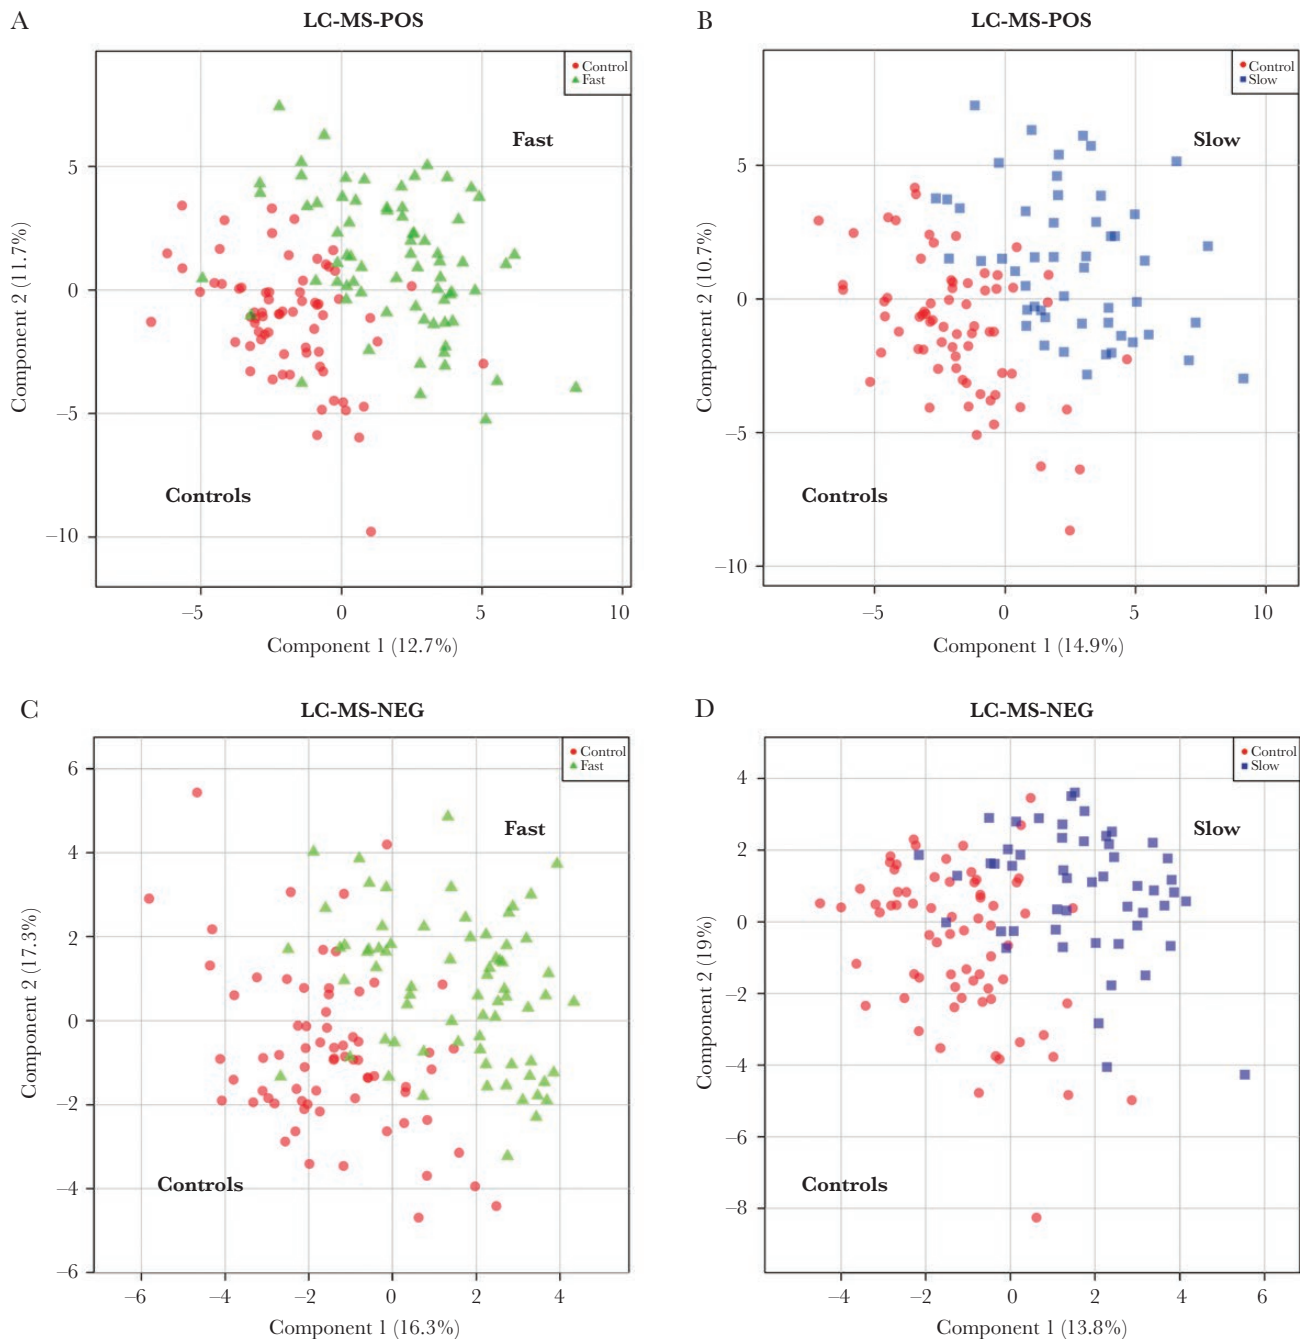 A
LC-MS-POS
Control
Fast
Fast
Controls
5
0
–5
–10
–5
0
5
10
Component 2 (11.7%)
Component 1 (12.7%)
B
LC-MS-POS
Control
Slow
Slow
Controls
5
0
–5
–10
–5
0
5
10
Component 2 (10.7%)
Component 1 (14.9%)
C
LC-MS-NEG
Control
Fast
Fast
Controls
6
4
2
0
–2
–4
–6
–6
–4
–2
0
2
4
Component 2 (17.3%)
Component 1 (16.3%)
D
LC-MS-NEG
Control
Slow
Slow
Controls
4
2
0
–2
–4
–6
–8
–4
–2
0
2
4
6
Component 2 (19%)
Component 1 (13.8%)